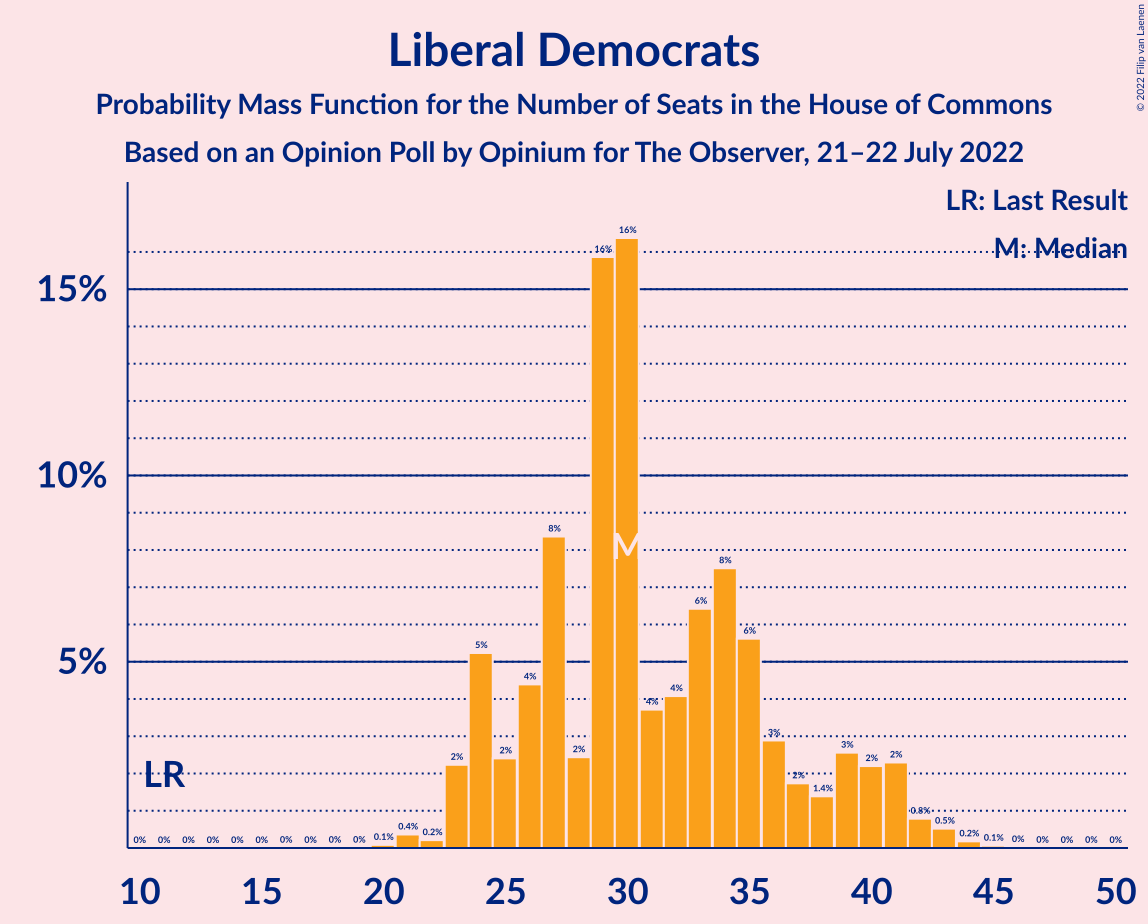 © 2022 Filip van Laenen
Liberal Democrats
Probability Mass Function for the Number of Seats in the House of Commons
Based on an Opinion Poll by Opinium for The Observer, 21–22 July 2022
LR: Last Result
M: Median
15%
10%
5%
LR
M
0% 0% 0% 0% 0% 0% 0% 0% 0% 0% 0.1% 0.4% 0.2% 2% 5% 2% 4% 8% 2% 16% 16% 4% 4% 6% 8% 6% 3% 2% 1.4% 3% 2% 2% 0.8% 0.5% 0.2% 0.1% 0% 0% 0% 0% 0%
10 15 20 25 30 35 40 45 50